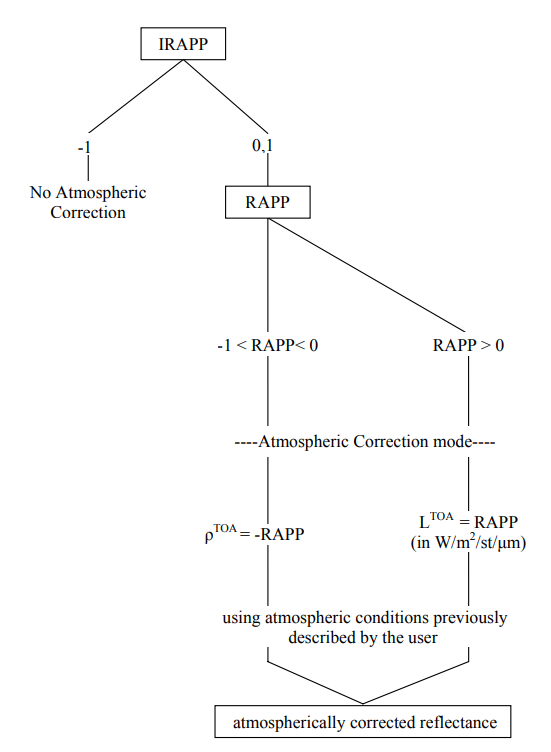 IRAPP
-1
0,1
No Atmospheric
Correction
RAPP
-1 < RAPP< 0
RAPP > 0
----Atmospheric Correction mode----
ρ^TOA = -RAPP
L^TOA = RAPP
(in W/m²/st/μm)
using atmospheric conditions previously
described by the user
atmospherically corrected reflectance